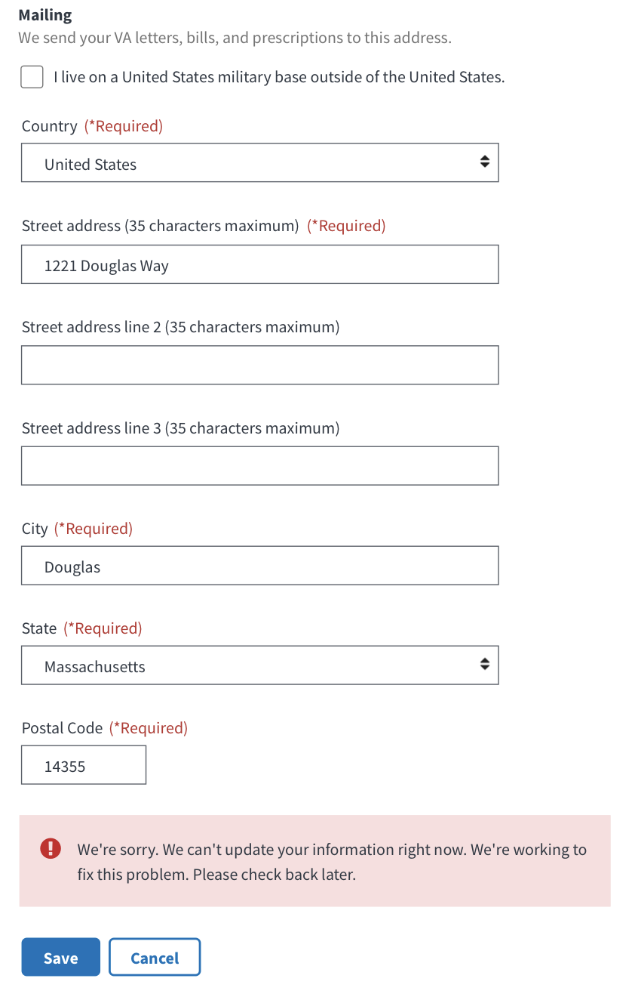 Mailing
We send your VA letters, bills, and prescriptions to this address.
I live on a United States military base outside of the United States.
Country (*Required)
United States
Street address (35 characters maximum) (*Required)
1221 Douglas Way
Street address line 2 (35 characters maximum)
Street address line 3 (35 characters maximum)
City (*Required)
Douglas
State (*Required)
Massachusetts
Postal Code (*Required)
14355
We're sorry. We can't update your information right now. We're working to
fix this problem. Please check back later.
Save Cancel